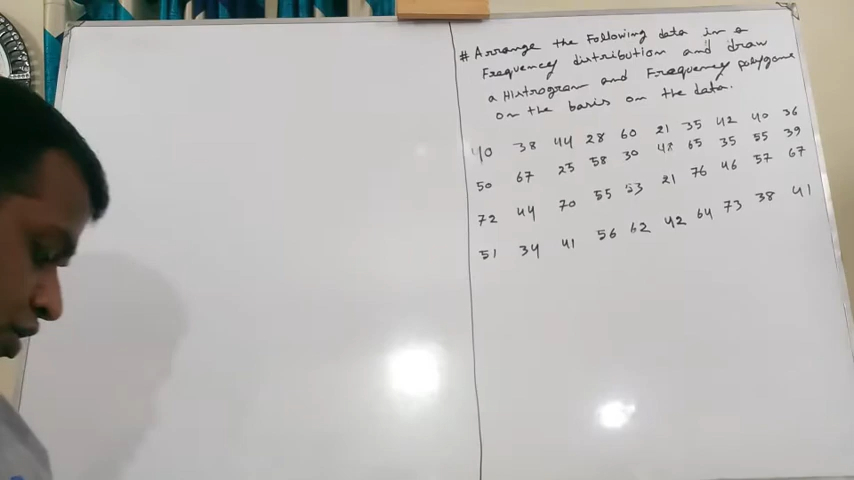 # Arrange the Following data in a
Frequency distribution and draw
a Histrogram and Frequency polygone
on the basis on the data.
40 38 44 28 60 21 35 42 40 36
50 67 25 58 30 48 65 35 55 39
72 44 70 55 53 21 76 46 57 67
51 34 41 56 62 42 64 73 38 41